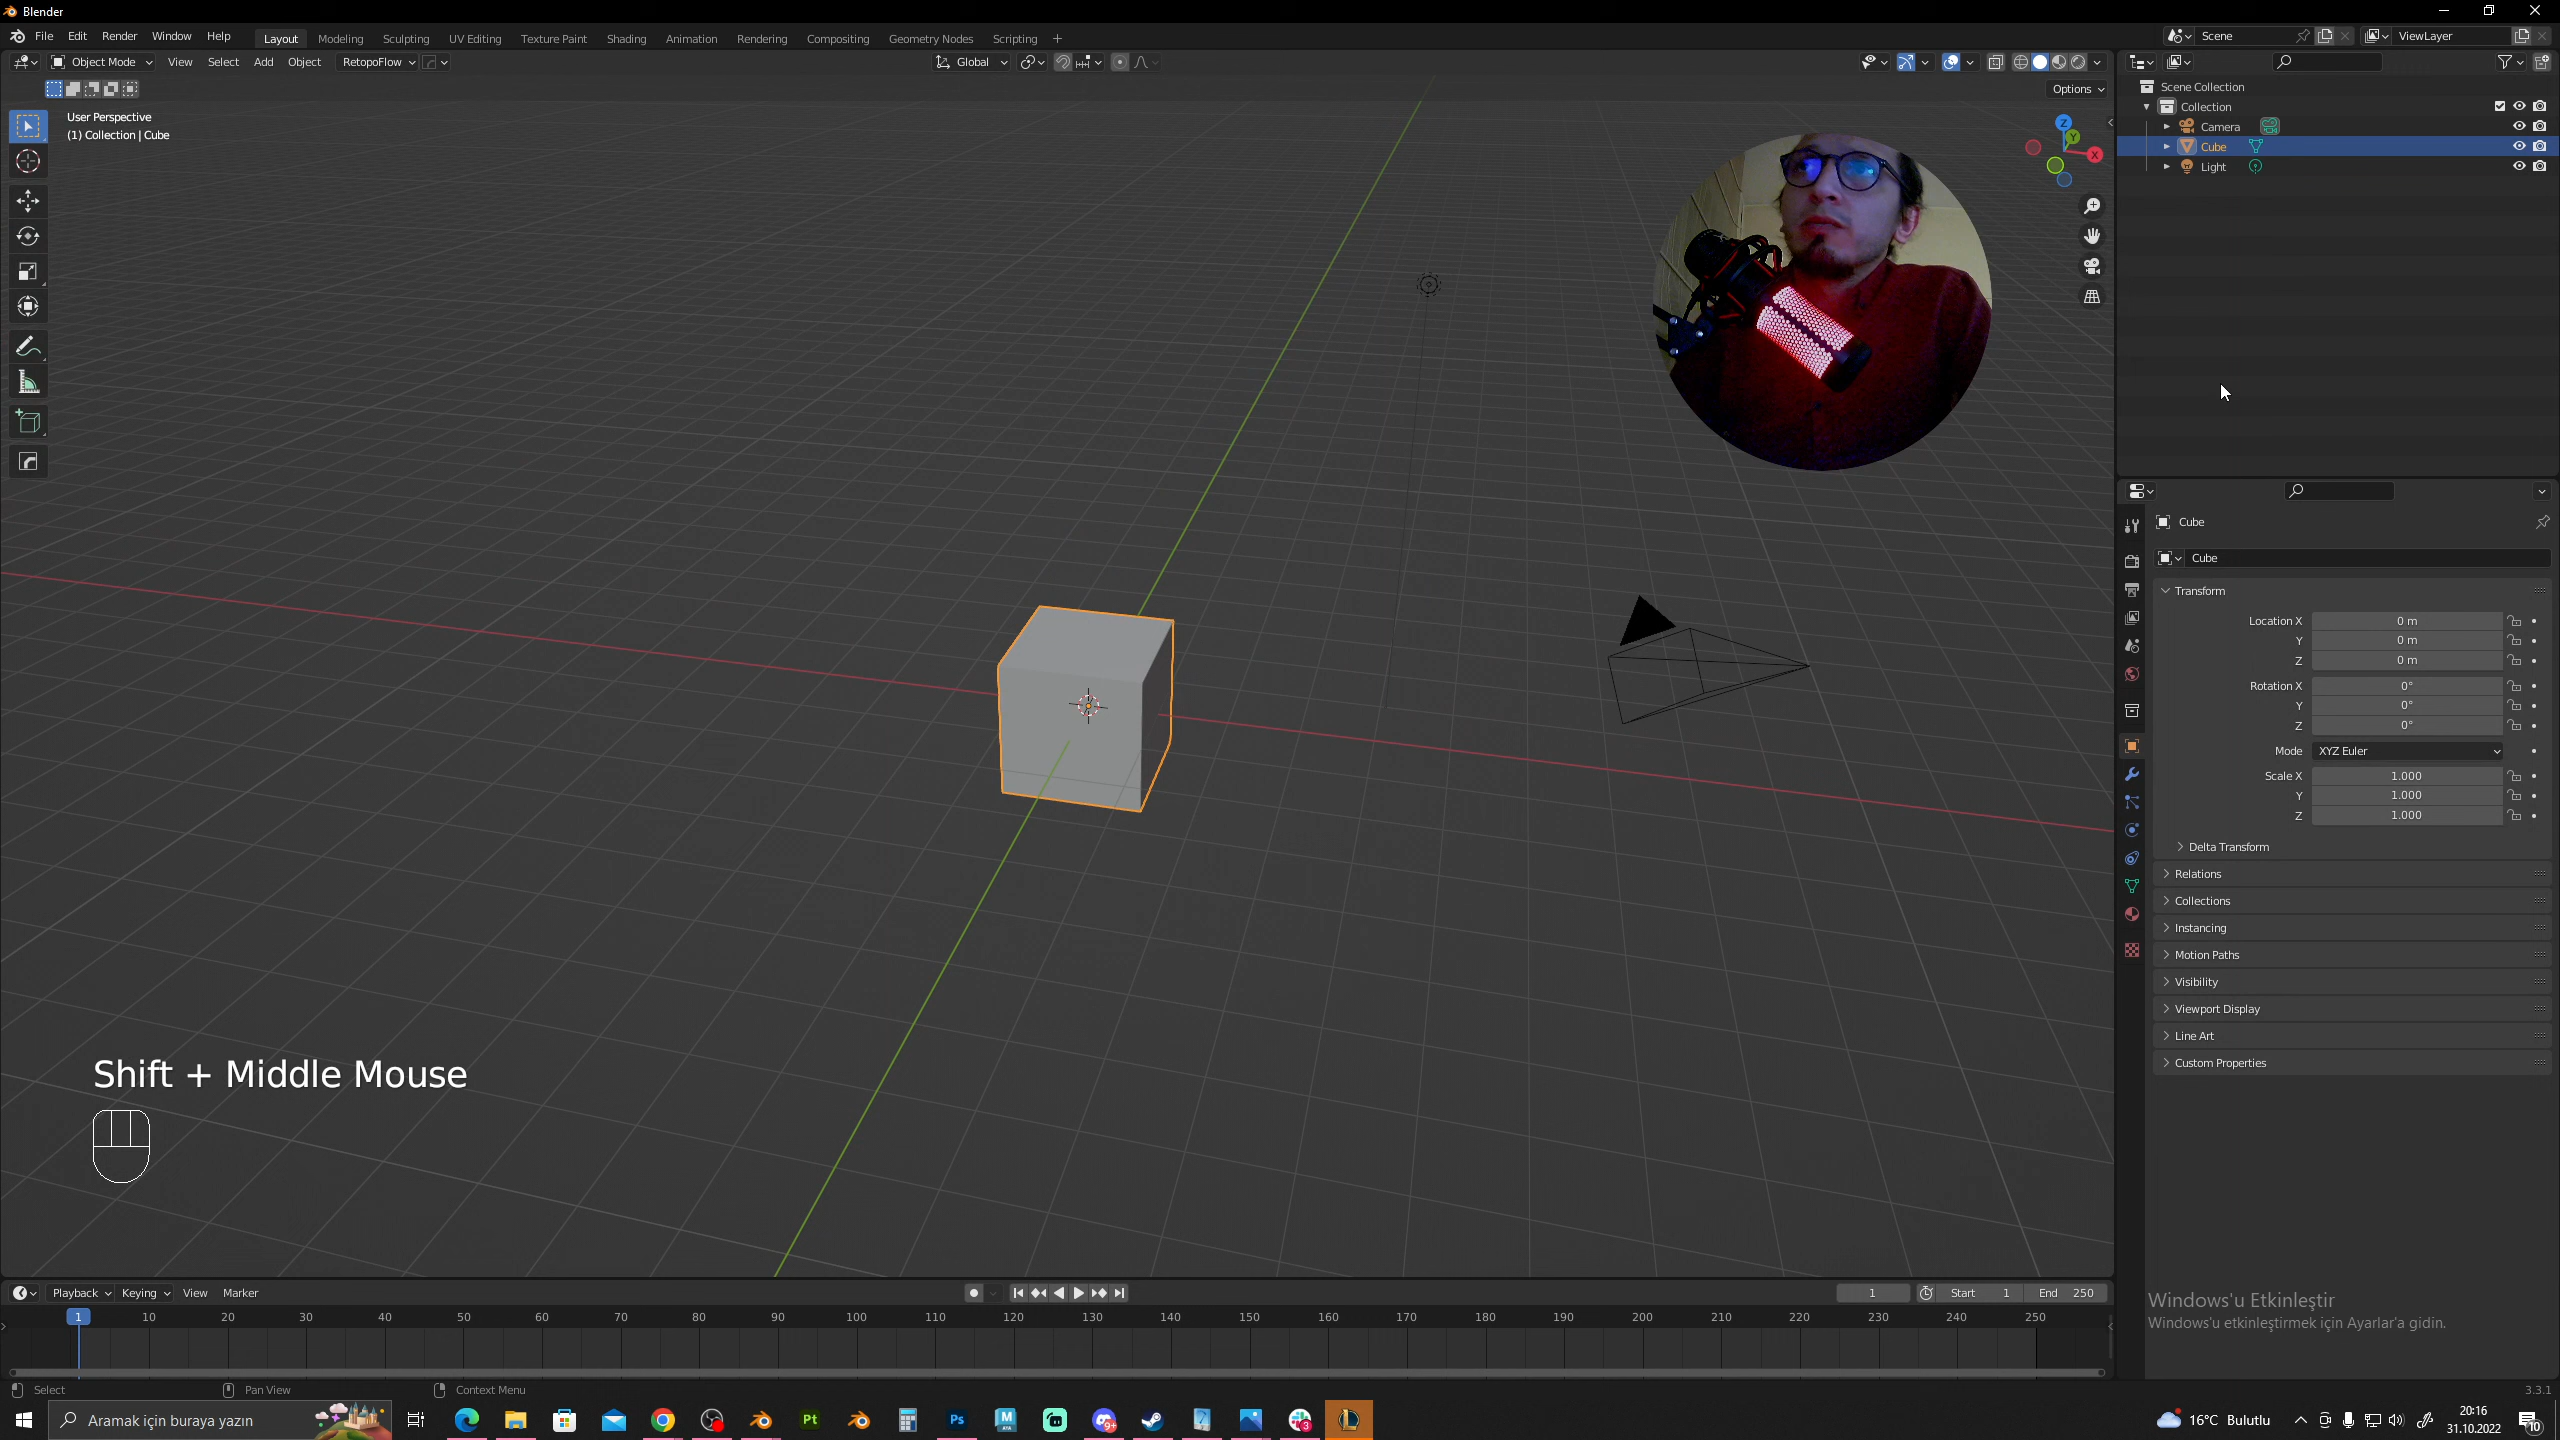 Blender
File Edit Render Window Help Layout Modeling Sculpting UV Editing Texture Paint Shading Animation Rendering Compositing Geometry Nodes Scripting + Scene ViewLayer
Object Mode View Select Add Object RetopoFlow Global
Options
User Perspective
(1) Collection | Cube
Z
Y
X
Scene Collection
Collection
Camera
Cube
Light
Cube
Cube
Transform
Location X 0 m
Y 0 m
Z 0 m
Rotation X 0°
Y 0°
Z 0°
Mode XYZ Euler
Scale X 1.000
Y 1.000
Z 1.000
Delta Transform
Relations
Collections
Instancing
Motion Paths
Visibility
Viewport Display
Line Art
Custom Properties
Shift + Middle Mouse
Playback Keying View Marker 1 Start 1 End 250
1 10 20 30 40 50 60 70 80 90 100 110 120 130 140 150 160 170 180 190 200 210 220 230 240 250
Windows'u Etkinleştir
Windows'u etkinleştirmek için Ayarlar'a gidin.
Select Pan View Context Menu 3.3.1
Aramak için buraya yazın Pt Ps M 9+ 3 16°C Bulutlu 20:16
31.10.2022
10